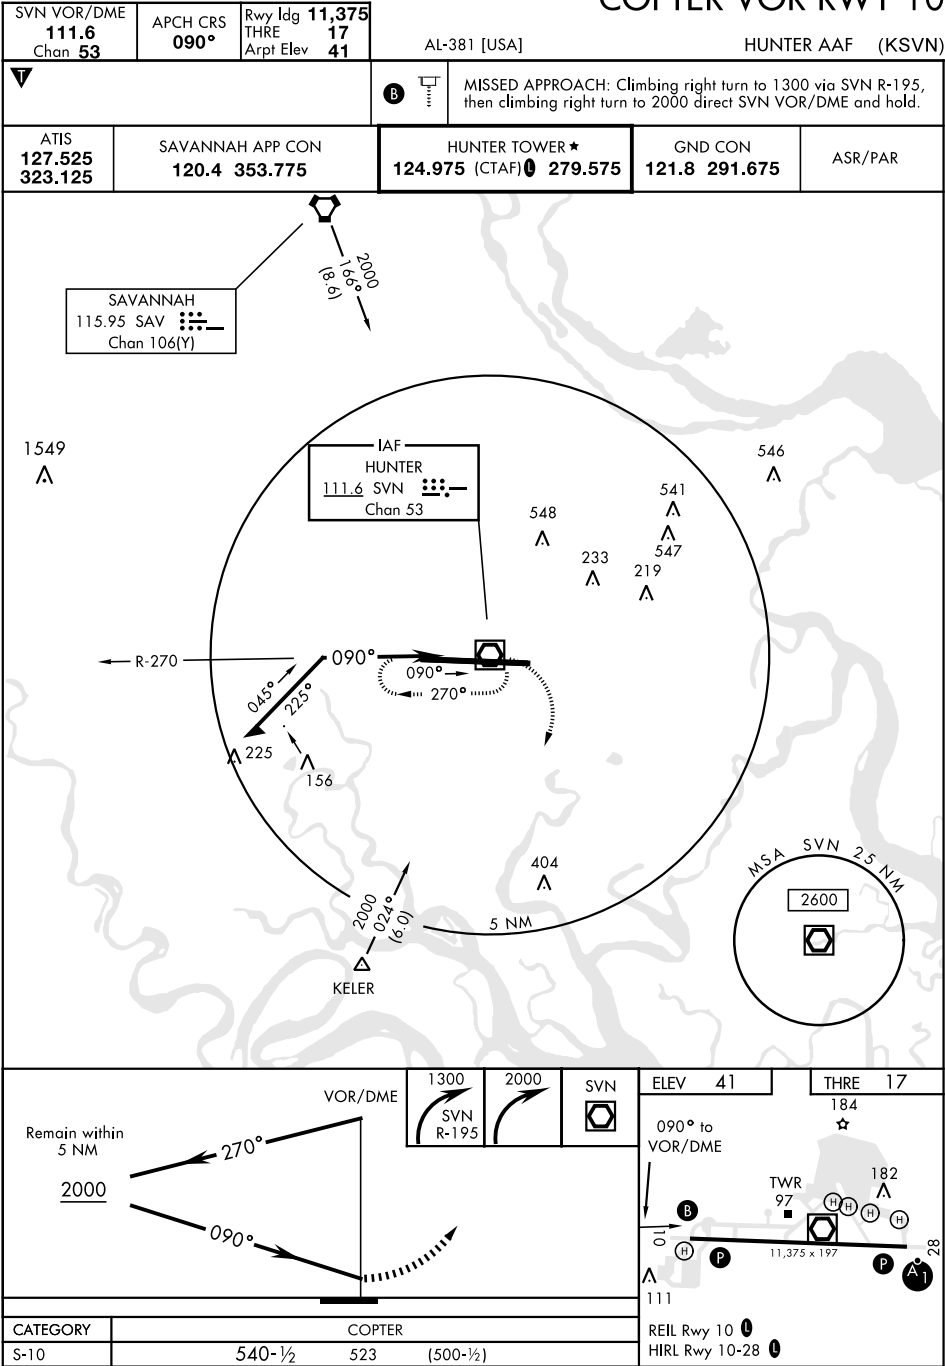 COPTER VOR RWY 10
SVN VOR/DME
111.6
Chan 53
APCH CRS
090°
Rwy ldg 11,375
THRE 17
Arpt Elev 41
AL-381 [USA]
HUNTER AAF (KSVN)
T
B
MISSED APPROACH: Climbing right turn to 1300 via SVN R-195,
then climbing right turn to 2000 direct SVN VOR/DME and hold.
ATIS
127.525
323.125
SAVANNAH APP CON
120.4 353.775
HUNTER TOWER★
124.975 (CTAF) L 279.575
GND CON
121.8 291.675
ASR/PAR
2000
166°
(8.6)
SAVANNAH
115.95 SAV
Chan 106(Y)
1549
IAF
HUNTER
111.6 SVN
Chan 53
546
541
548
547
233
219
R-270
090°
090°
270°
045°
225°
225
156
404
2000
024°
(6.0)
5 NM
KELER
MSA SVN 25 NM
2600
VOR/DME
Remain within
5 NM
2000
270°
090°
1300
SVN
R-195
2000
SVN
ELEV 41
THRE 17
184
090° to
VOR/DME
182
TWR
97
H
H
H
H
B
10
H
P
11,375 x 197
P
A1
28
111
REIL Rwy 10 L
HIRL Rwy 10-28 L
CATEGORY
COPTER
S-10
540-½ 523 (500-½)